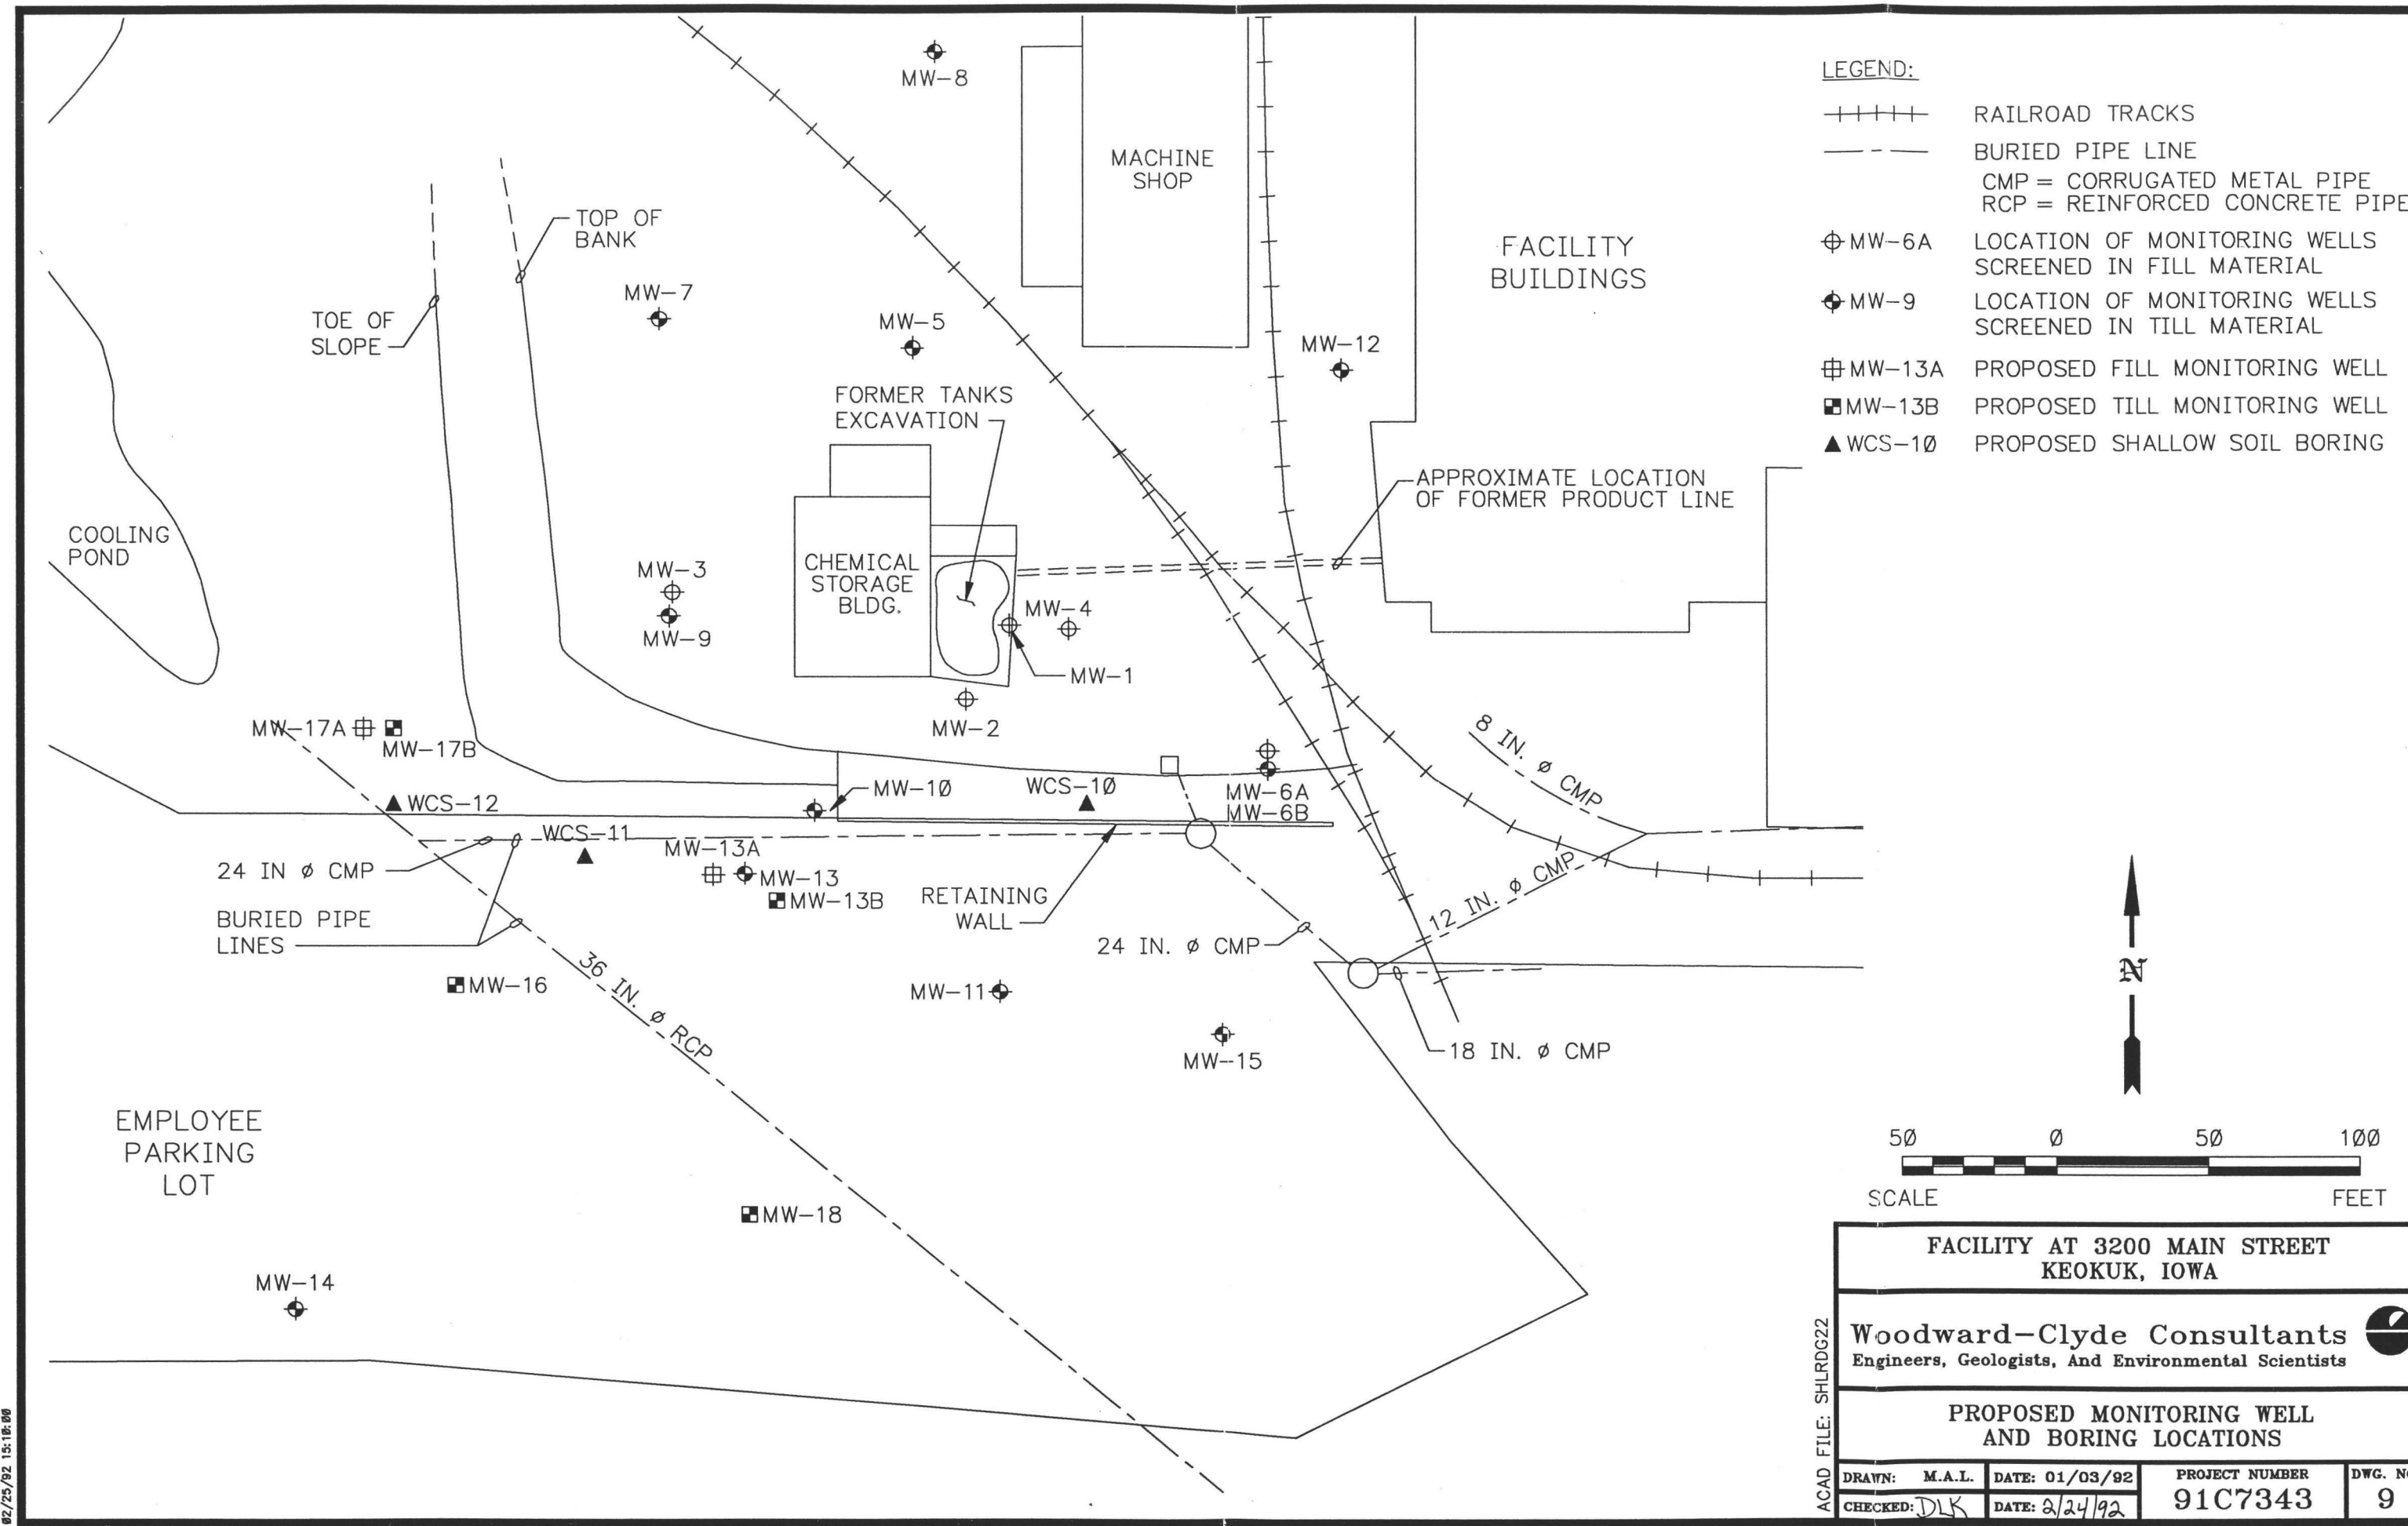 MW-8
MACHINE
SHOP
TOP OF
BANK
FACILITY
BUILDINGS
MW-7
TOE OF
SLOPE
MW-5
MW-12
FORMER TANKS
EXCAVATION
APPROXIMATE LOCATION
OF FORMER PRODUCT LINE
COOLING
POND
CHEMICAL
STORAGE
BLDG.
MW-3
MW-9
MW-4
MW-1
MW-2
MW-17A
MW-17B
8 IN. ø CMP
WCS-12
MW-1Ø
WCS-1Ø
MW-6A
MW-6B
WCS-11
24 IN ø CMP
MW-13A
MW-13
MW-13B
BURIED PIPE
LINES
RETAINING
WALL
12 IN. ø CMP
24 IN. ø CMP
MW-16
36 IN. ø RCP
MW-11
MW-15
18 IN. ø CMP
EMPLOYEE
PARKING
LOT
MW-18
MW-14
LEGEND:
RAILROAD TRACKS
BURIED PIPE LINE
CMP = CORRUGATED METAL PIPE
RCP = REINFORCED CONCRETE PIPE
MW-6A LOCATION OF MONITORING WELLS
SCREENED IN FILL MATERIAL
MW-9 LOCATION OF MONITORING WELLS
SCREENED IN TILL MATERIAL
MW-13A PROPOSED FILL MONITORING WELL
MW-13B PROPOSED TILL MONITORING WELL
WCS-1Ø PROPOSED SHALLOW SOIL BORING
N
5Ø Ø 5Ø 1ØØ
SCALE FEET
FACILITY AT 3200 MAIN STREET
KEOKUK, IOWA
Woodward-Clyde Consultants
Engineers, Geologists, And Environmental Scientists
PROPOSED MONITORING WELL
AND BORING LOCATIONS
DRAWN: M.A.L. DATE: 01/03/92
CHECKED: DLK DATE: 2/24/92
PROJECT NUMBER
91C7343
DWG. NO
9
ACAD FILE: SHLRDG22
02/25/92 15:10:00